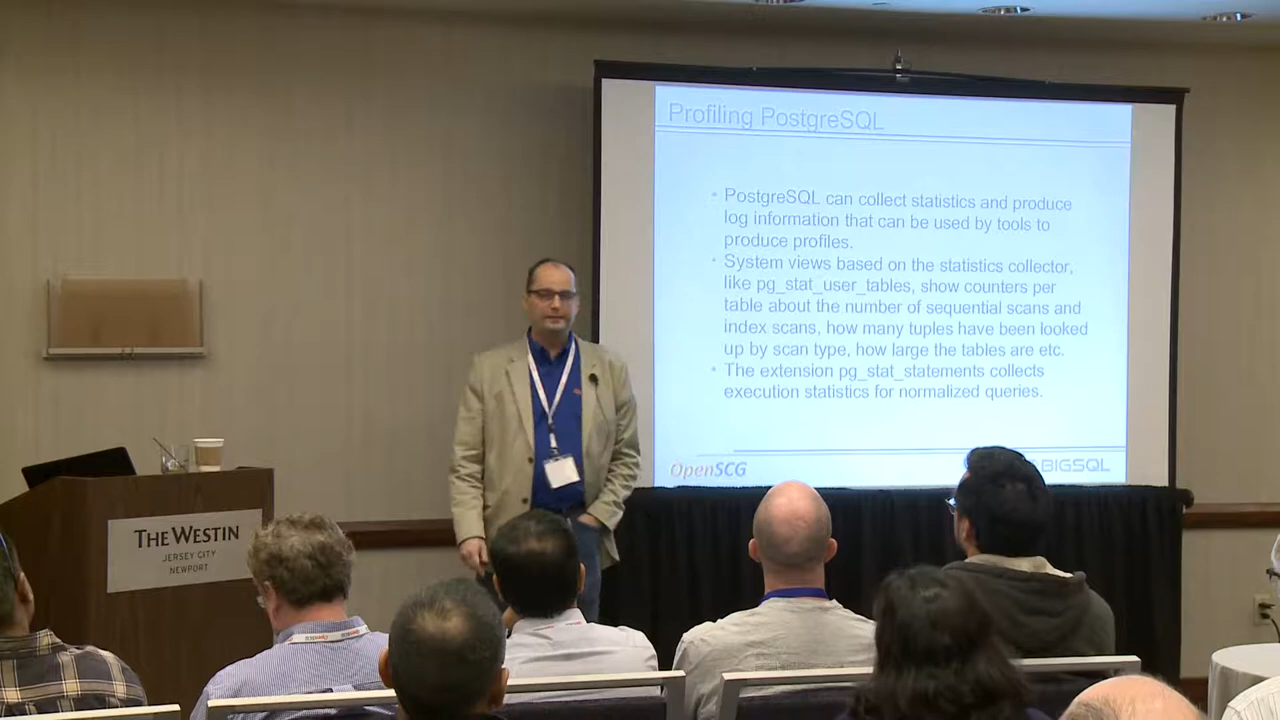 Profiling PostgreSQL
PostgreSQL can collect statistics and produce
log information that can be used by tools to
produce profiles.
System views based on the statistics collector,
like pg_stat_user_tables, show counters per
table about the number of sequential scans and
index scans, how many tuples have been looked
up by scan type, how large the tables are etc.
The extension pg_stat_statements collects
execution statistics for normalized queries.
OpenSCG
BIGSQL
THE WESTIN
JERSEY CITY
NEWPORT